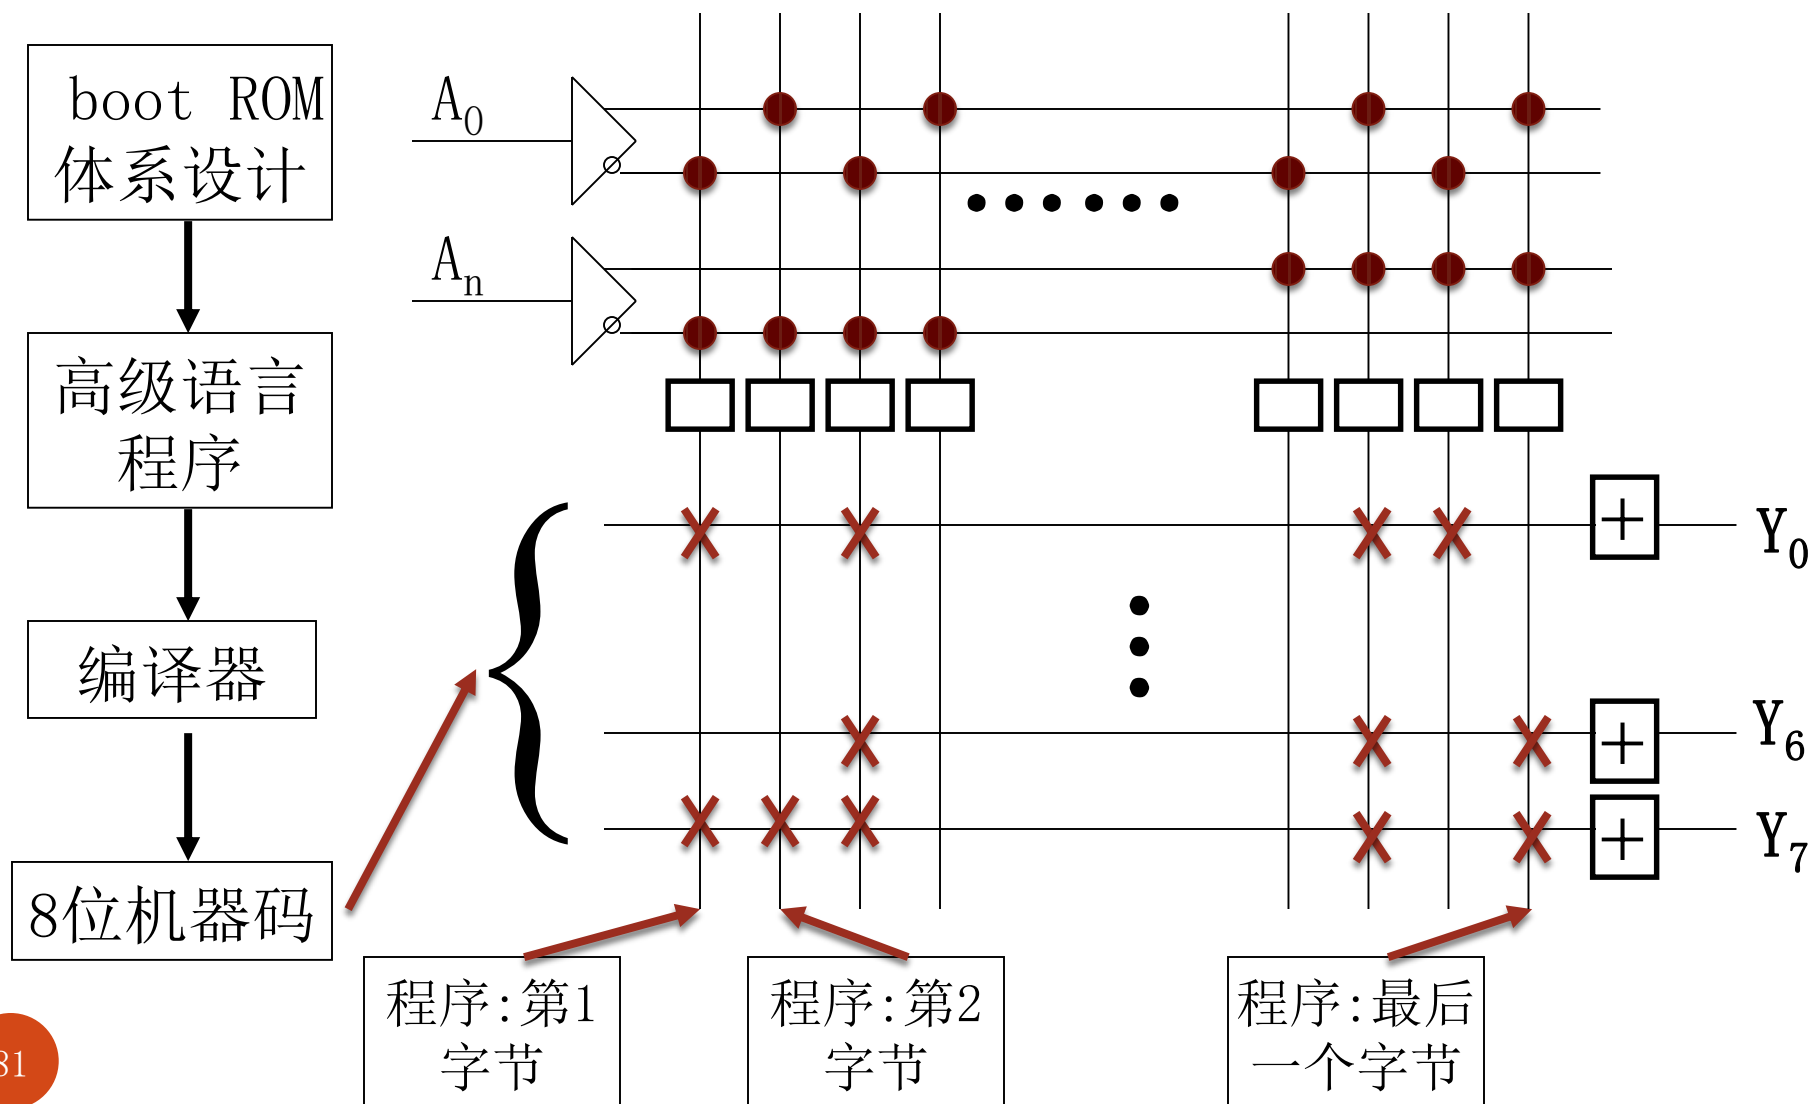 boot ROM
体系设计
高级语言
程序
编译器
8位机器码
A0
An
Y0
Y6
Y7
程序:第1
字节
程序:第2
字节
程序:最后
一个字节